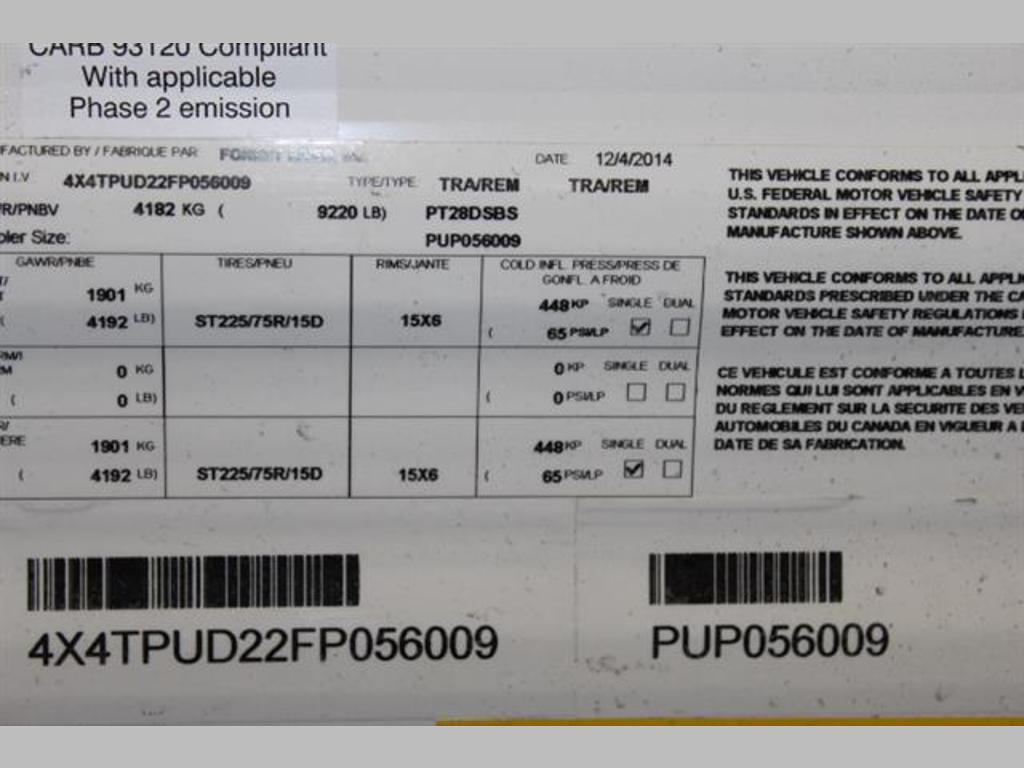 CARB 93120 Compliant
With applicable
Phase 2 emission
FACTURED BY / FABRIQUE PAR DATE 12/4/2014
N I.V. 4X4TPUD22FP056009 TYPE/TYPE TRA/REM TRA/REM
R/PNBV 4182 KG ( 9220 LB) PT28DSBS
pler Size: PUP056009
GAWR/PNBE TIRES/PNEU RIMS/JANTE COLD INFL. PRESS/PRESS DE
GONFL. A FROID
1901 KG 448 KP SINGLE DUAL
( 4192 LB) ST225/75R/15D 15X6 ( 65 PSI/LP
0 KG 0 KP SINGLE DUAL
( 0 LB) ( 0 PSI/LP
ERE 1901 KG 448 KP SINGLE DUAL
( 4192 LB) ST225/75R/15D 15X6 ( 65 PSI/LP
THIS VEHICLE CONFORMS TO ALL APPL
U.S. FEDERAL MOTOR VEHICLE SAFETY
STANDARDS IN EFFECT ON THE DATE O
MANUFACTURE SHOWN ABOVE.
THIS VEHICLE CONFORMS TO ALL APPLI
STANDARDS PRESCRIBED UNDER THE CA
MOTOR VEHICLE SAFETY REGULATIONS
EFFECT ON THE DATE OF MANUFACTURE
CE VEHICULE EST CONFORME A TOUTES L
NORMES QUI LUI SONT APPLICABLES EN V
DU REGLEMENT SUR LA SECURITE DES VE
AUTOMOBILES DU CANADA EN VIGUEUR A
DATE DE SA FABRICATION.
4X4TPUD22FP056009
PUP056009